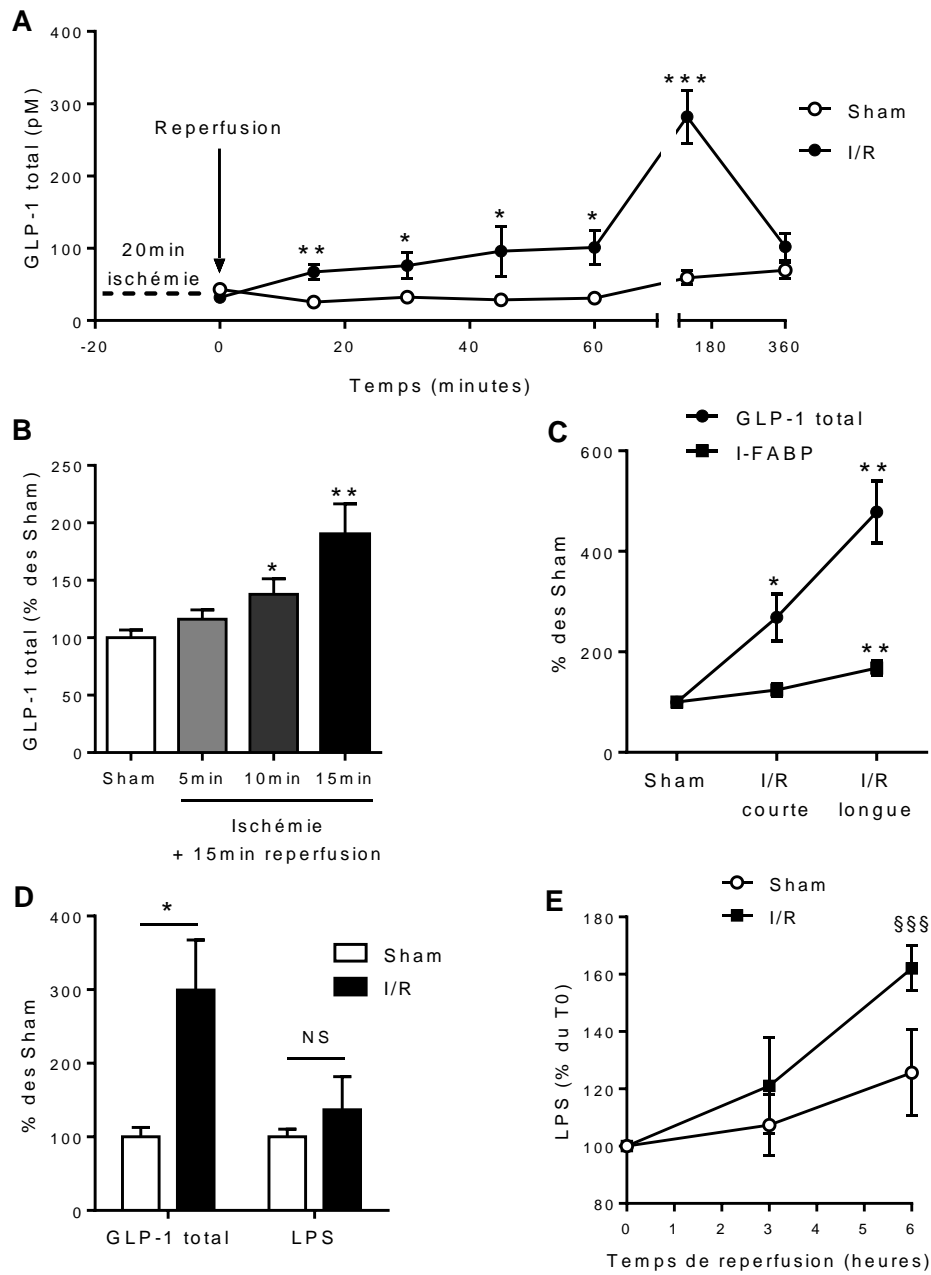 A
GLP-1 total (pM)
400
300
200
100
0
Reperfusion
20min
ischémie
**
*
*
*
***
Sham
I/R
-20
0
20
40
60
180
360
Temps (minutes)
B
GLP-1 total (% des Sham)
250
200
150
100
50
0
*
**
Sham
5min
10min
15min
Ischémie
+ 15min reperfusion
C
GLP-1 total
I-FABP
% des Sham
600
400
200
0
*
**
**
Sham
I/R
courte
I/R
longue
D
% des Sham
400
300
200
100
0
*
NS
Sham
I/R
GLP-1 total
LPS
E
Sham
I/R
LPS (% du T0)
180
160
140
120
100
80
§§§
0
1
2
3
4
5
6
Temps de reperfusion (heures)